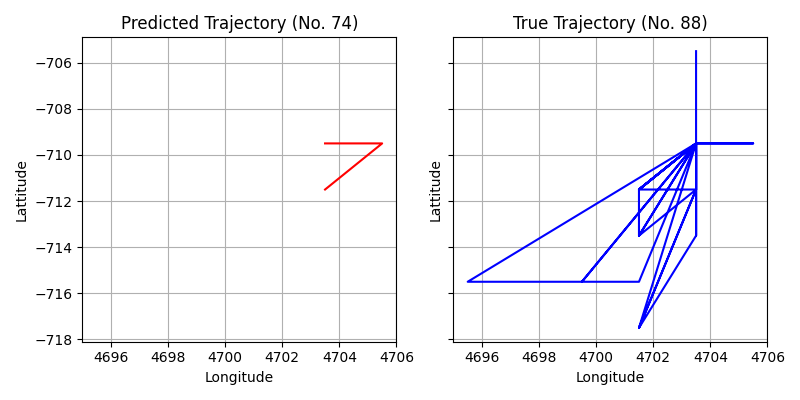 Predicted Trajectory (No. 74)
True Trajectory (No. 88)
Lattitude
−706
−708
−710
−712
−714
−716
−718
4696 4698 4700 4702 4704 4706
Longitude
Lattitude
4696 4698 4700 4702 4704 4706
Longitude